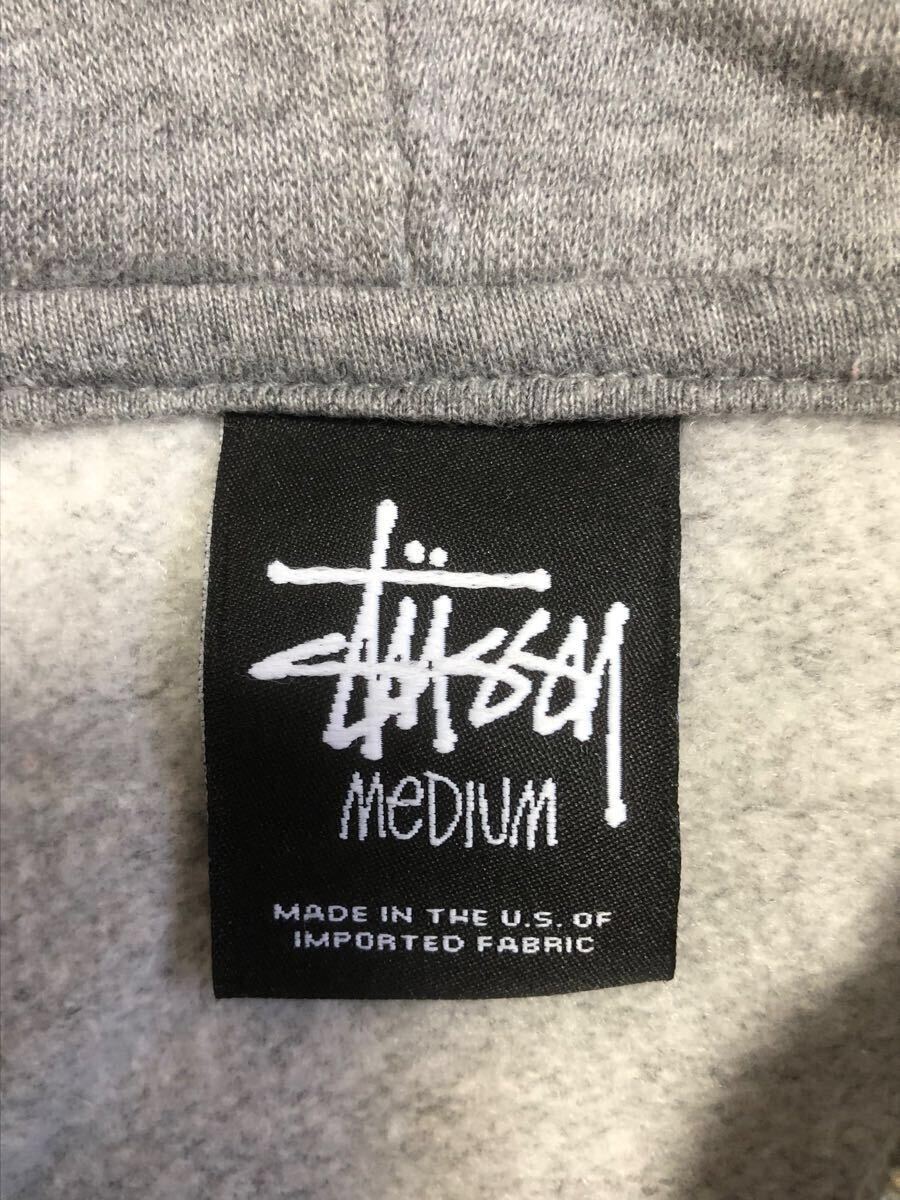 Stüssy
MeDIUM
MADE IN THE U.S. OF
IMPORTED FABRIC